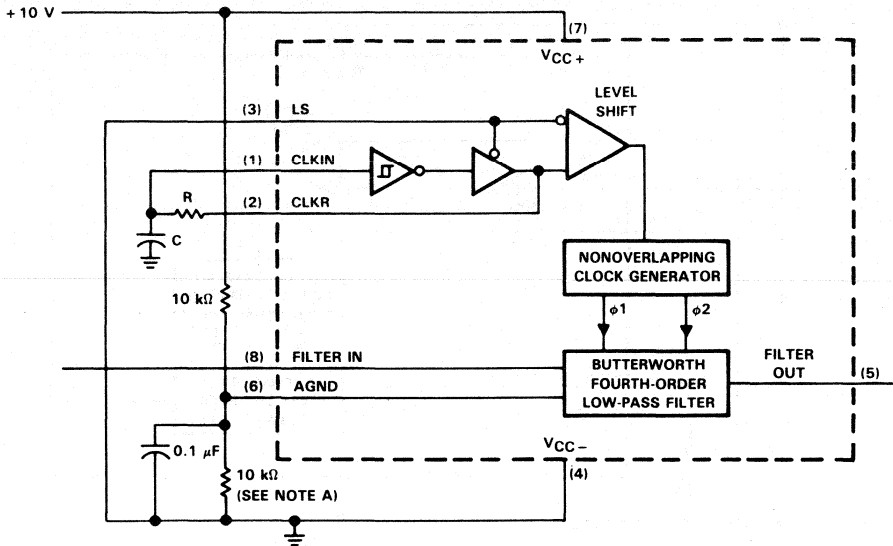 +10 V
(7)
VCC+
LEVEL
SHIFT
(3) LS
(1) CLKIN
R
(2) CLKR
C
NONOVERLAPPING
CLOCK GENERATOR
10 kΩ
ϕ1
ϕ2
(8) FILTER IN
BUTTERWORTH
FOURTH-ORDER
LOW-PASS FILTER
FILTER
OUT
(5)
(6) AGND
0.1 μF
VCC−
10 kΩ
(SEE NOTE A)
(4)